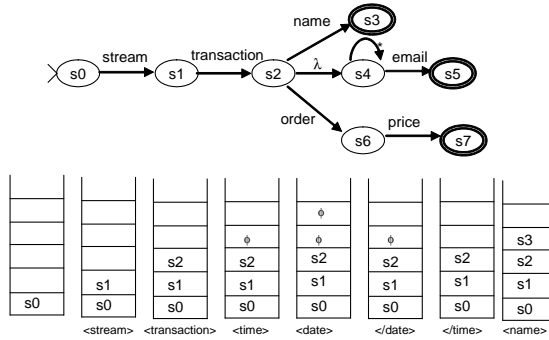 name
s3
stream
transaction
*
email
s0
s1
s2
λ
s4
s5
order
price
s6
s7
ϕ
ϕ
ϕ
ϕ
s3
s2
s2
s2
s2
s2
s2
s1
s1
s1
s1
s1
s1
s1
s0
s0
s0
s0
s0
s0
s0
s0
<stream>
<transaction>
<time>
<date>
</date>
</time>
<name>